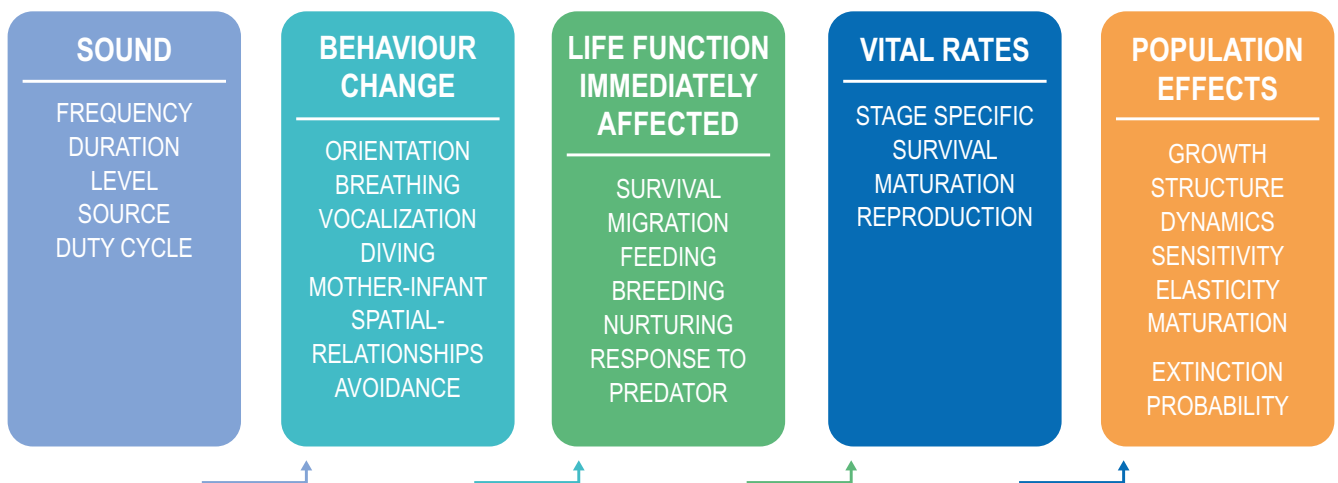 SOUND
FREQUENCY
DURATION
LEVEL
SOURCE
DUTY CYCLE
BEHAVIOUR
CHANGE
ORIENTATION
BREATHING
VOCALIZATION
DIVING
MOTHER-INFANT
SPATIAL-
RELATIONSHIPS
AVOIDANCE
LIFE FUNCTION
IMMEDIATELY
AFFECTED
SURVIVAL
MIGRATION
FEEDING
BREEDING
NURTURING
RESPONSE TO
PREDATOR
VITAL RATES
STAGE SPECIFIC
SURVIVAL
MATURATION
REPRODUCTION
POPULATION
EFFECTS
GROWTH
STRUCTURE
DYNAMICS
SENSITIVITY
ELASTICITY
MATURATION
EXTINCTION
PROBABILITY